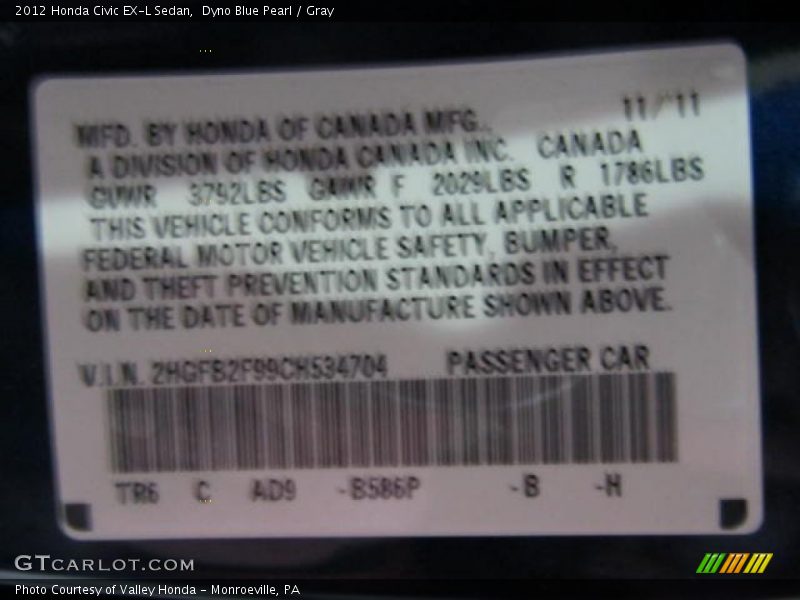 2012 Honda Civic EX-L Sedan,  Dyno Blue Pearl / Gray
11/'11
MFD. BY HONDA OF CANADA MFG.,
A DIVISION OF HONDA CANADA INC.  CANADA
GVWR 3792LBS GAWR F 2029LBS R 1786LBS
THIS VEHICLE CONFORMS TO ALL APPLICABLE
FEDERAL MOTOR VEHICLE SAFETY, BUMPER,
AND THEFT PREVENTION STANDARDS IN EFFECT
ON THE DATE OF MANUFACTURE SHOWN ABOVE.
V.I.N. 2HGFB2F99CH534704 PASSENGER CAR
TR6 C AD9 -B586P -B -H
GTCARLOT.COM
Photo Courtesy of Valley Honda - Monroeville, PA